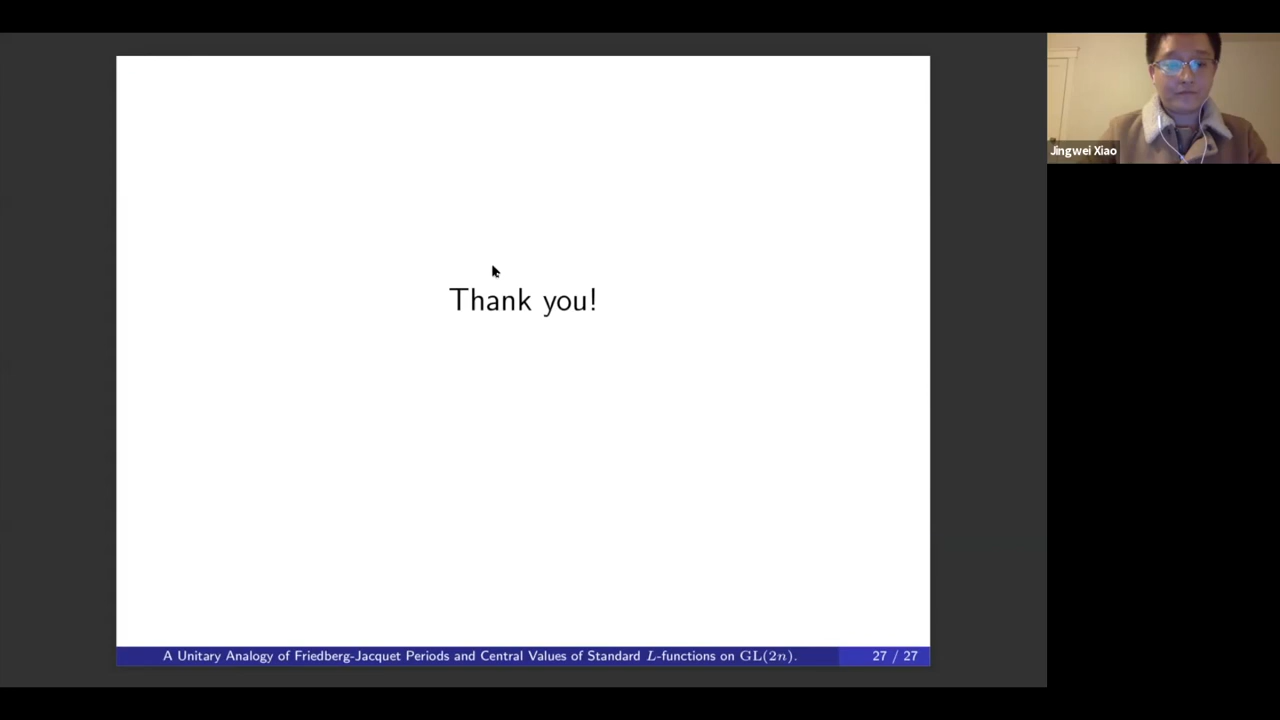 Jingwei Xiao
Thank you!
A Unitary Analogy of Friedberg-Jacquet Periods and Central Values of Standard L-functions on GL(2n).
27 / 27